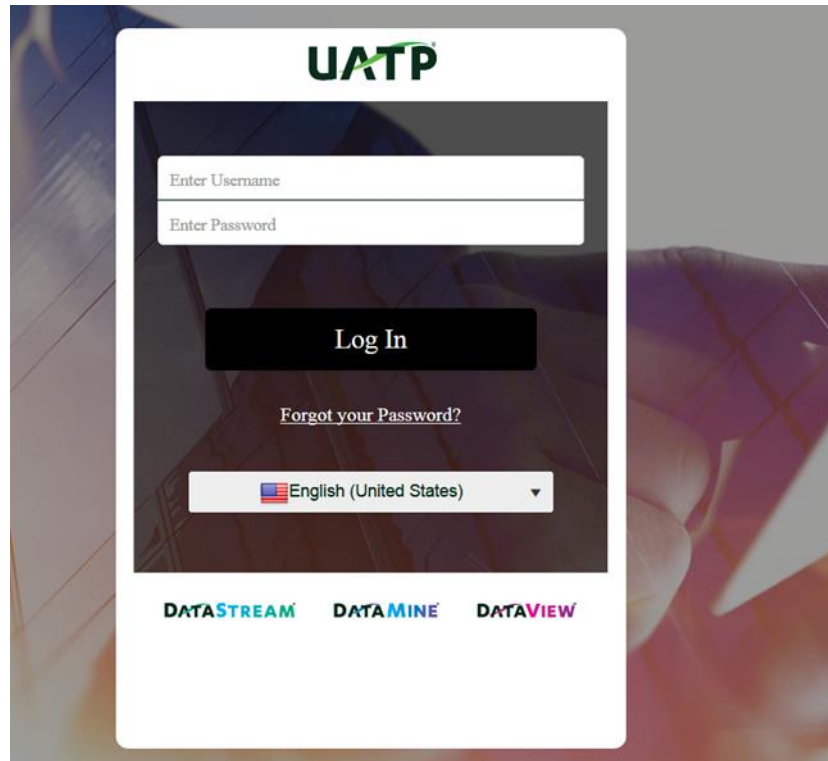 UATP
Enter Username
Enter Password
Log In
Forgot your Password?
English (United States)
DATASTREAM DATAMINE DATAVIEW